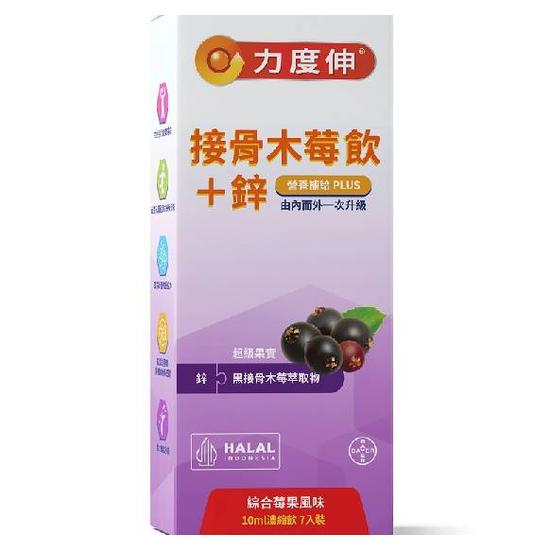 力度伸®
接骨木莓飲
＋鋅
營養補給 PLUS
由內而外一次升級
超級果實
鋅
黑接骨木莓萃取物
HALAL
INDONESIA
BAYER
BAYER
綜合莓果風味
10ml濃縮飲 7入裝